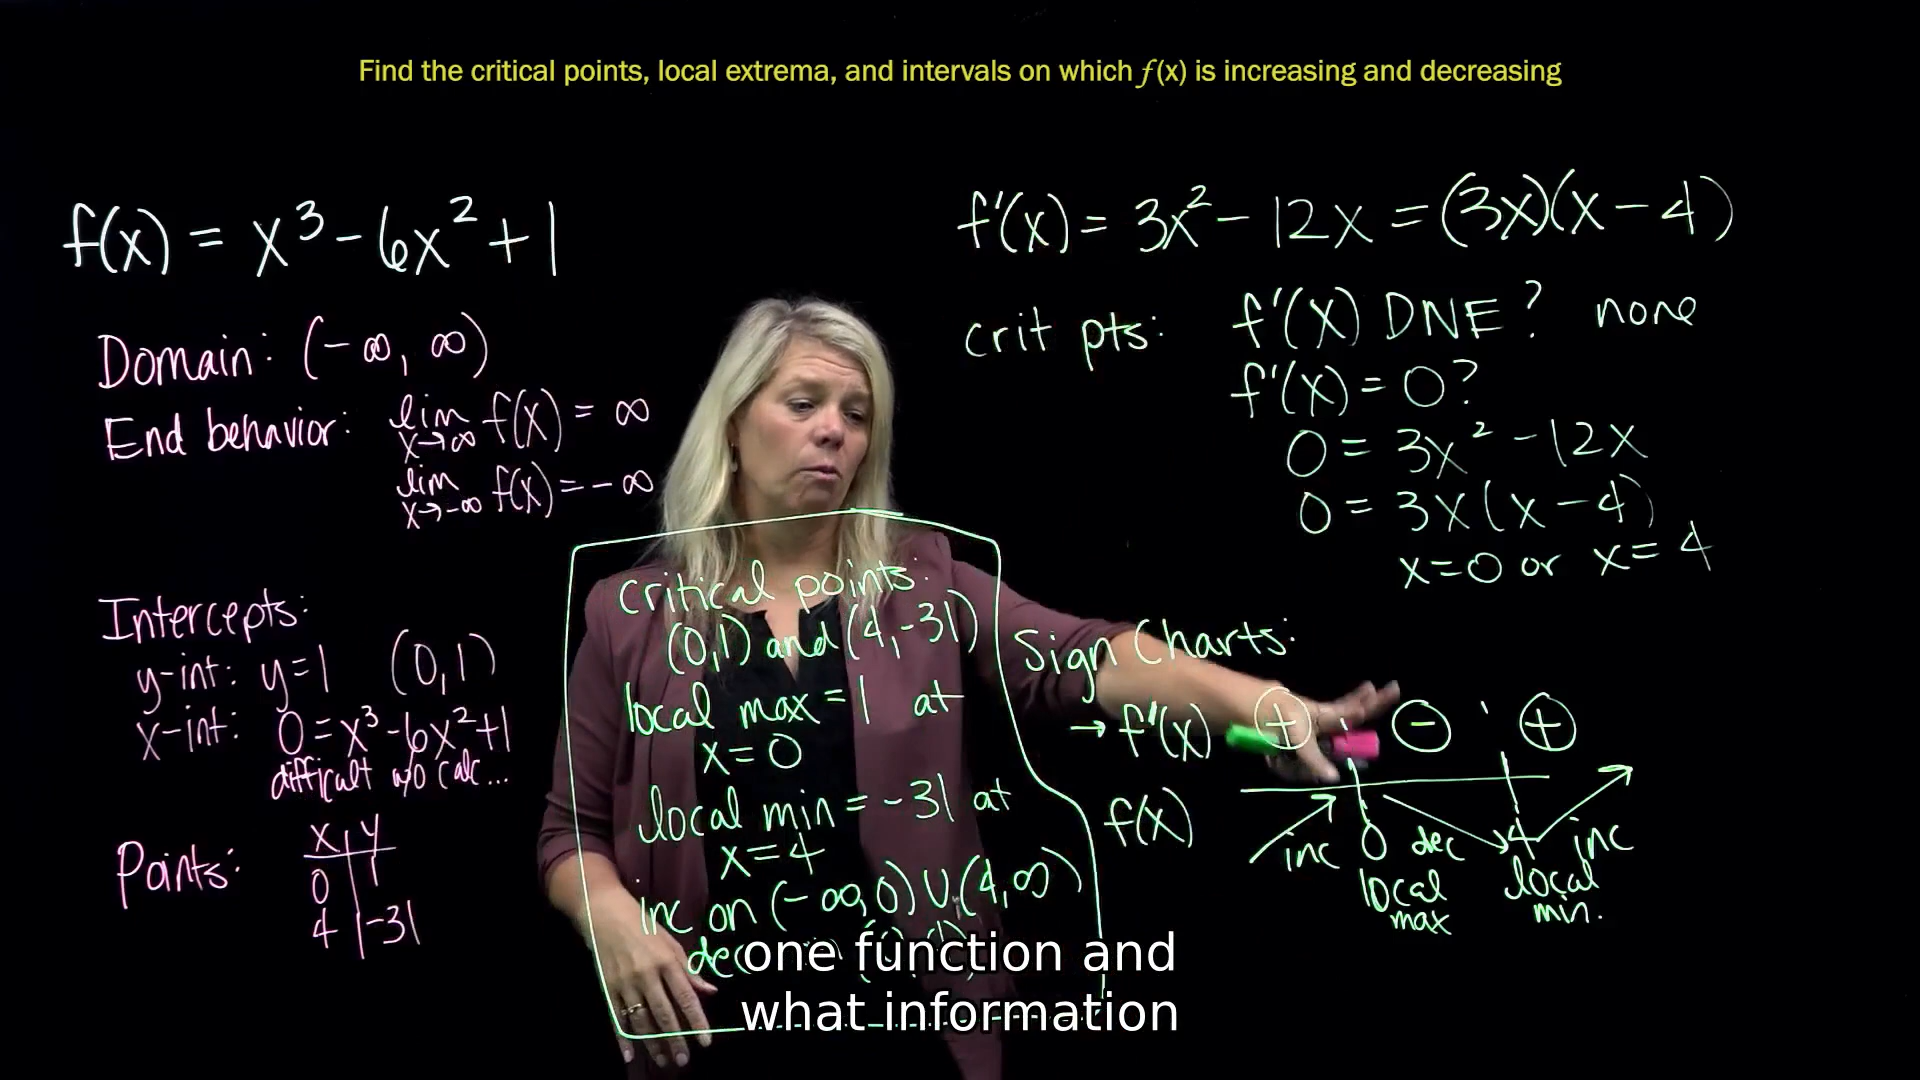 Find the critical points, local extrema, and intervals on which f(x) is increasing and decreasing
f(x) = x³ - 6x² + 1
Domain: (-∞, ∞)
End behavior: lim x→∞ f(x) = ∞
lim x→-∞ f(x) = -∞
Intercepts:
y-int: y=1 (0,1)
x-int: 0 = x³ - 6x² + 1
difficult w/o calc...
Points:
x | y
0 | 1
4 | -31
critical points:
(0,1) and (4,-31)
local max = 1 at
x = 0
local min = -31 at
x = 4
inc on (-∞,0) ∪ (4,∞)
dec
f'(x) = 3x² - 12x = (3x)(x - 4)
crit pts: f'(x) DNE? none
f'(x) = 0?
0 = 3x² - 12x
0 = 3x(x - 4)
x=0 or x=4
Sign Charts:
→ f'(x) + - +
f(x) inc 0 dec 4 inc
local max
local min.
one function and
what information